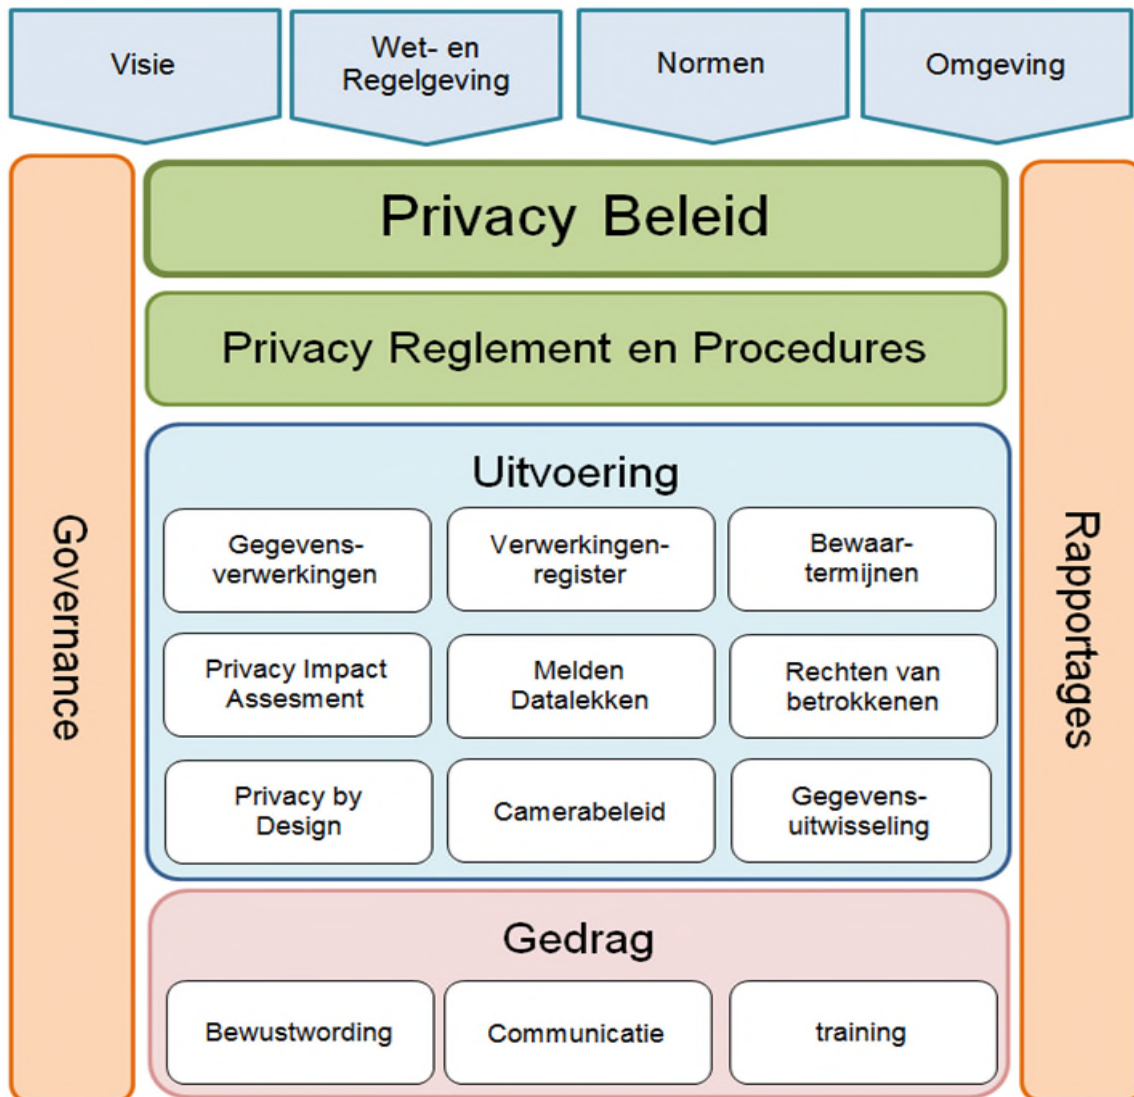 Visie
Wet- en
Regelgeving
Normen
Omgeving
Privacy Beleid
Privacy Reglement en Procedures
Governance
Uitvoering
Gegevens-
verwerkingen
Verwerkingen-
register
Bewaar-
termijnen
Privacy Impact
Assesment
Melden
Datalekken
Rechten van
betrokkenen
Privacy by
Design
Camerabeleid
Gegevens-
uitwisseling
Gedrag
Bewustwording
Communicatie
training
Rapportages